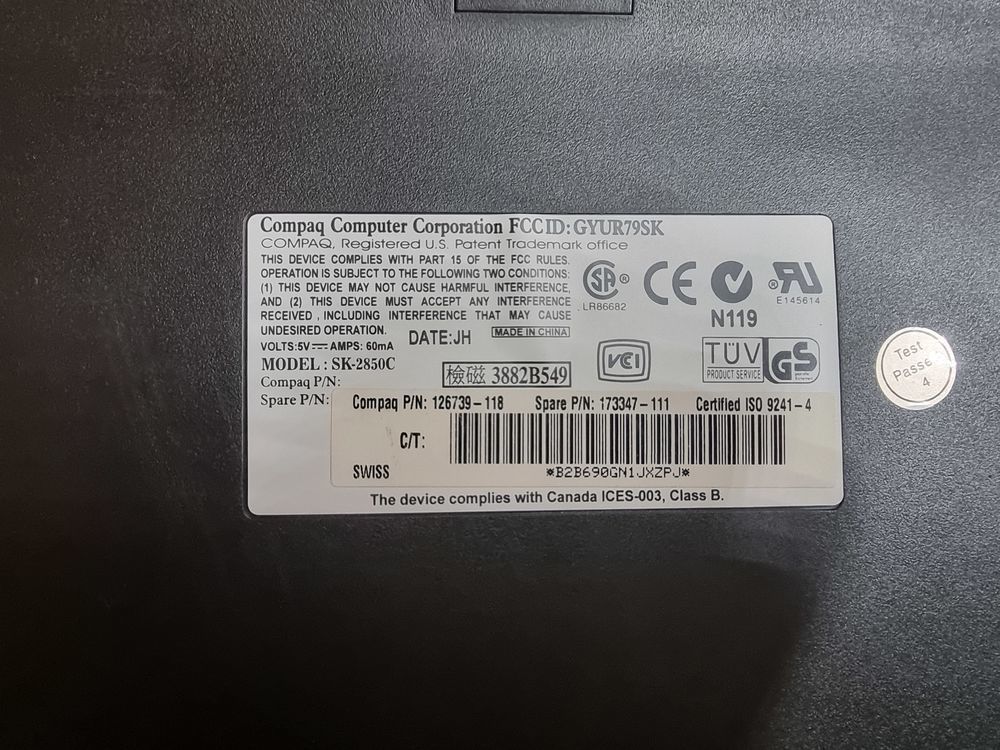 Compaq Computer Corporation FCC ID: GYUR79SK
COMPAQ, Registered U.S. Patent Trademark office
THIS DEVICE COMPLIES WITH PART 15 OF THE FCC RULES.
OPERATION IS SUBJECT TO THE FOLLOWING TWO CONDITIONS:
(1) THIS DEVICE MAY NOT CAUSE HARMFUL INTERFERENCE,
AND (2) THIS DEVICE MUST ACCEPT ANY INTERFERENCE
RECEIVED , INCLUDING INTERFERENCE THAT MAY CAUSE
UNDESIRED OPERATION.
VOLTS: 5V AMPS: 60mA
DATE: JH
MADE IN CHINA
MODEL : SK-2850C
Compaq P/N:
Spare P/N:
檢磁 3882B549
SA ®
LR86682
CE
N119
® UR
E145614
VCI
TÜV
PRODUCT SERVICE
GS
Compaq P/N: 126739-118 Spare P/N: 173347-111 Certified ISO 9241-4
C/T:
SWISS
*B2B690GN1JXZPJ*
The device complies with Canada ICES-003, Class B.
Test
Passe
4